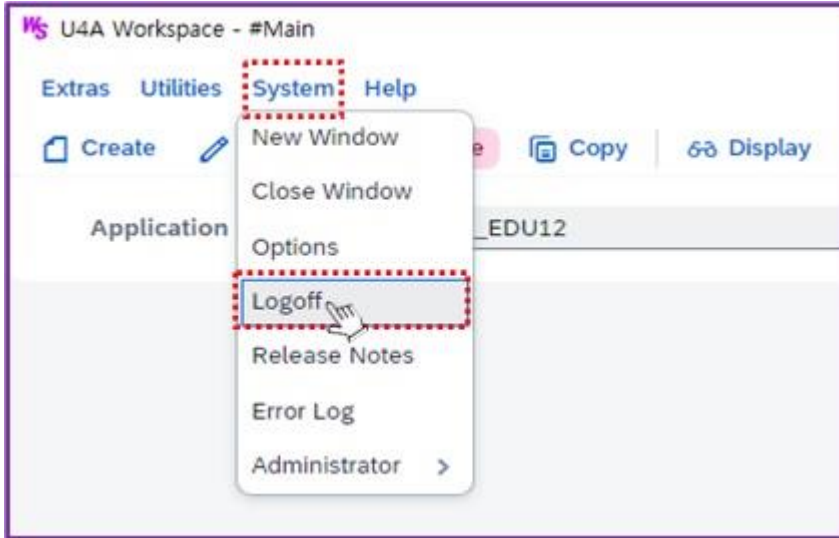 WS U4A Workspace - #Main
Extras Utilities System Help
Create e Copy Display
New Window
Close Window
Application _EDU12
Options
Logoff
Release Notes
Error Log
Administrator >